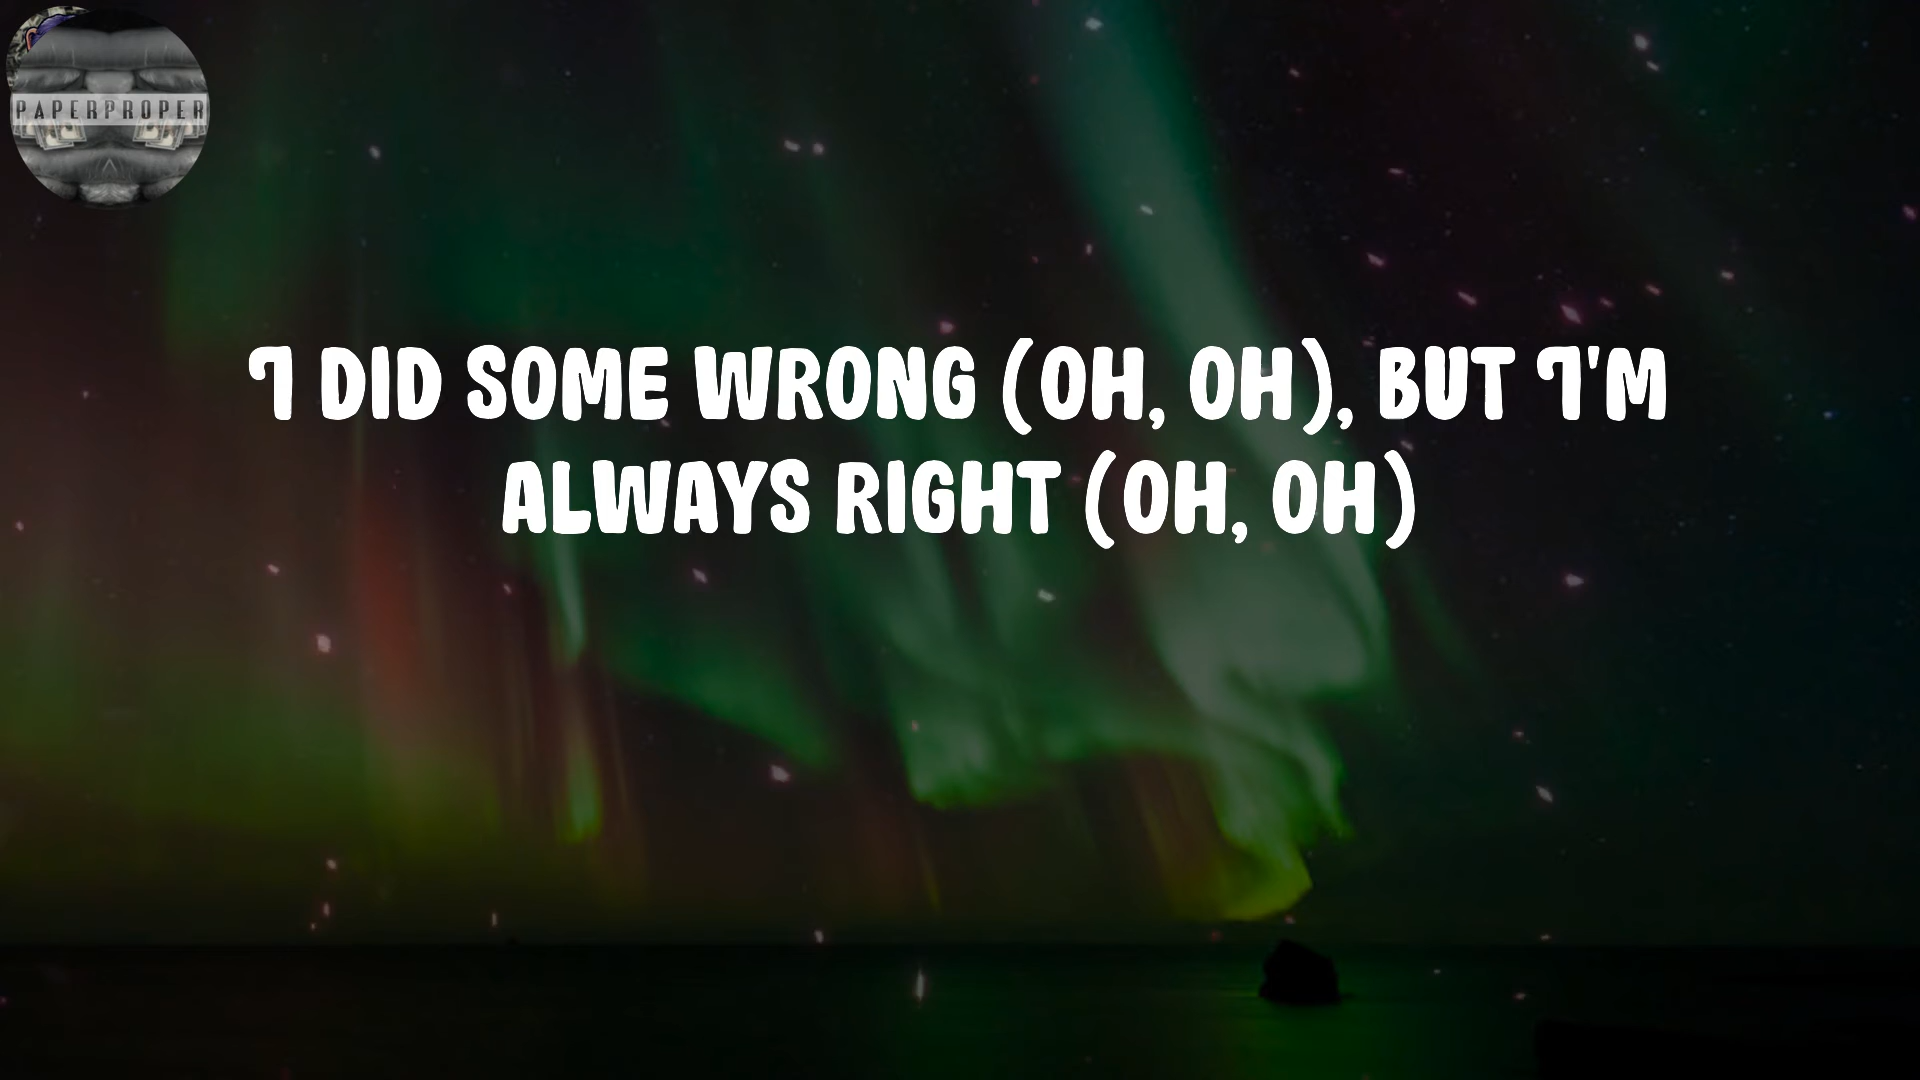 PAPERPROPER
I DID SOME WRONG (OH, OH), BUT I'M
ALWAYS RIGHT (OH, OH)